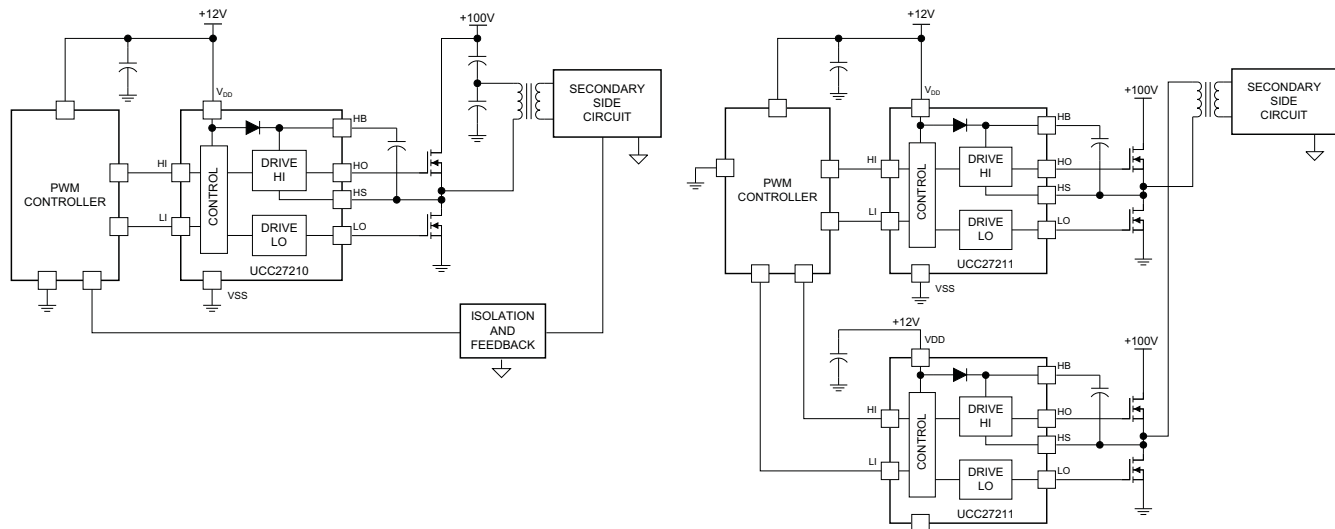 +12V
+100V
V_DD
HB
HO
HS
LO
HI
LI
PWM
CONTROLLER
CONTROL
DRIVE
HI
DRIVE
LO
UCC27210
VSS
SECONDARY
SIDE
CIRCUIT
ISOLATION
AND
FEEDBACK
+12V
+100V
V_DD
HB
HO
HS
LO
HI
LI
PWM
CONTROLLER
CONTROL
DRIVE
HI
DRIVE
LO
UCC27211
VSS
SECONDARY
SIDE
CIRCUIT
+12V
VDD
+100V
HB
HO
HS
LO
HI
LI
CONTROL
DRIVE
HI
DRIVE
LO
UCC27211